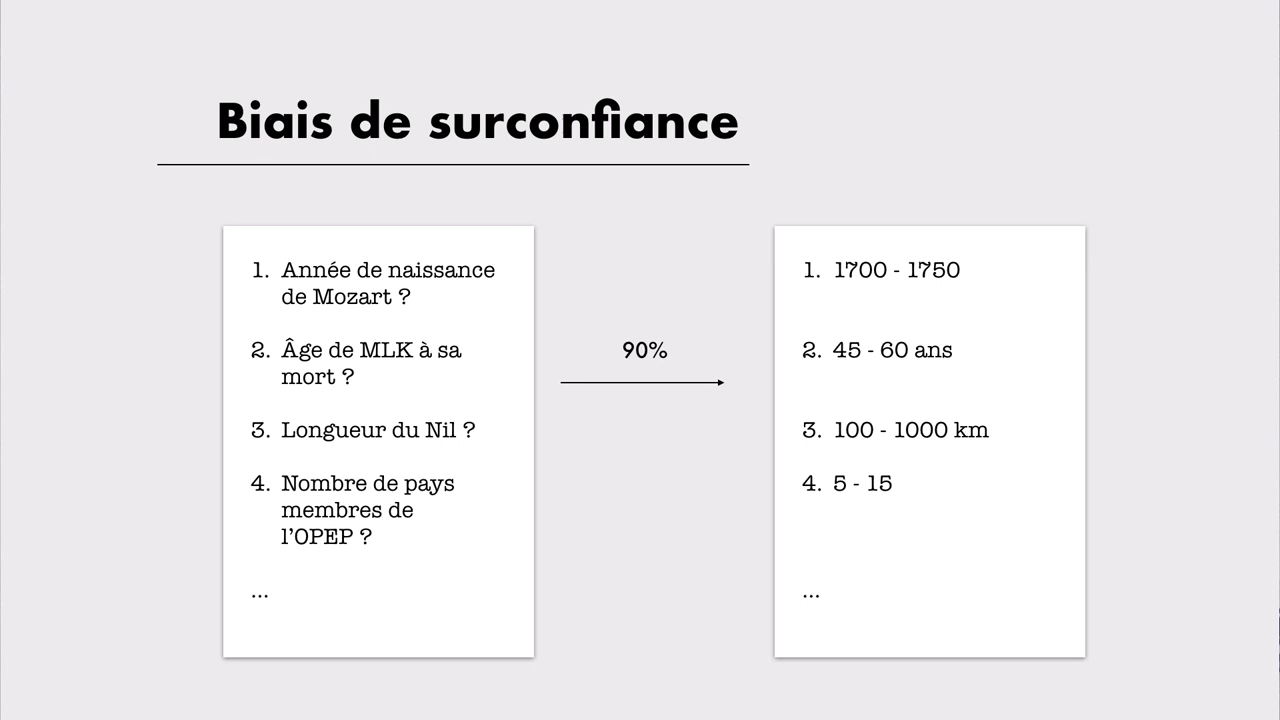 Biais de surconfiance
1. Année de naissance
de Mozart ?
2. Âge de MLK à sa
mort ?
3. Longueur du Nil ?
4. Nombre de pays
membres de
l’OPEP ?
...
90%
1. 1700 - 1750
2. 45 - 60 ans
3. 100 - 1000 km
4. 5 - 15
...